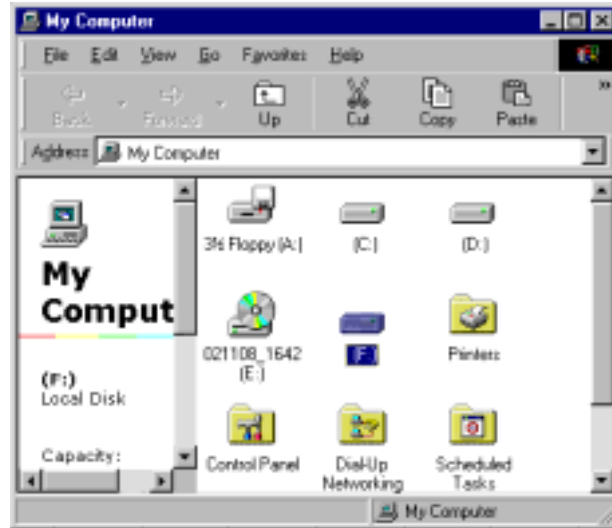 My Computer
File Edit View Go Favorites Help
Back Forward Up Cut Copy Paste »
Address My Computer
My
Comput
(F:)
Local Disk
Capacity:
3½ Floppy (A:) (C:) (D:)
021108_1642
(E:) (F:) Printers
Control Panel Dial-Up
Networking Scheduled
Tasks
My Computer